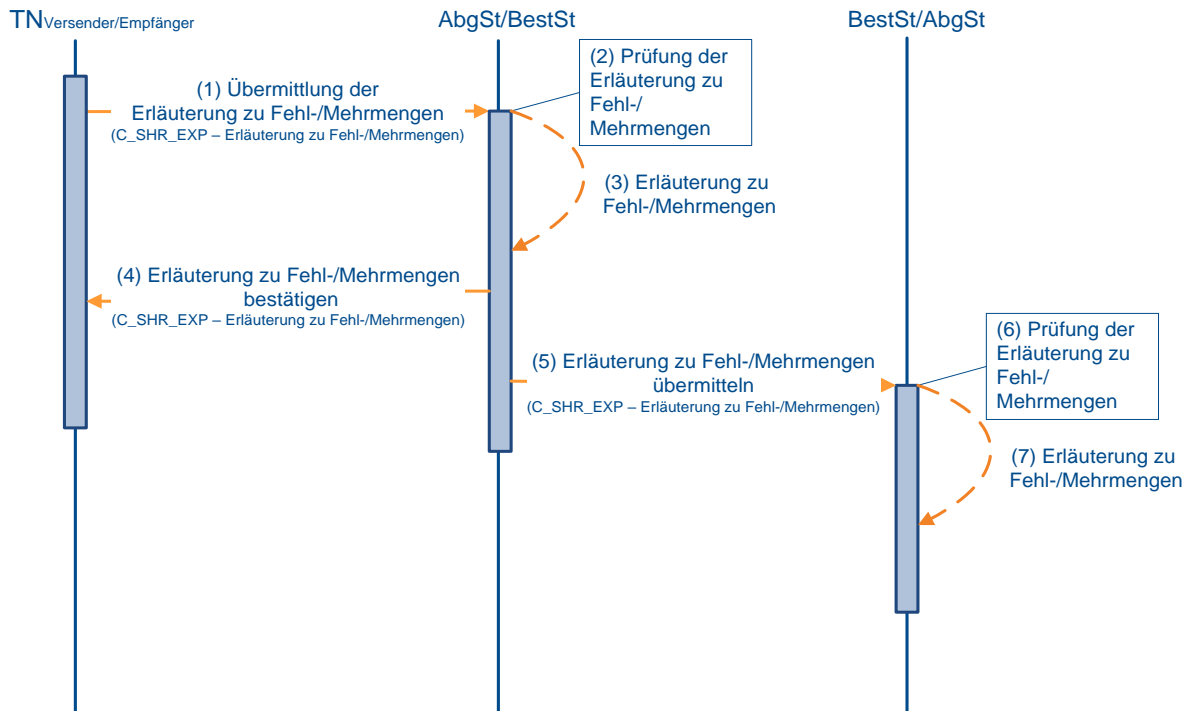 TNVersender/Empfänger
AbgSt/BestSt
BestSt/AbgSt
(1) Übermittlung der
Erläuterung zu Fehl-/Mehrmengen
(C_SHR_EXP – Erläuterung zu Fehl-/Mehrmengen)
(2) Prüfung der
Erläuterung zu
Fehl-/
Mehrmengen
(3) Erläuterung zu
Fehl-/Mehrmengen
(4) Erläuterung zu Fehl-/Mehrmengen
bestätigen
(C_SHR_EXP – Erläuterung zu Fehl-/Mehrmengen)
(5) Erläuterung zu Fehl-/Mehrmengen
übermitteln
(C_SHR_EXP – Erläuterung zu Fehl-/Mehrmengen)
(6) Prüfung der
Erläuterung zu
Fehl-/
Mehrmengen
(7) Erläuterung zu
Fehl-/Mehrmengen